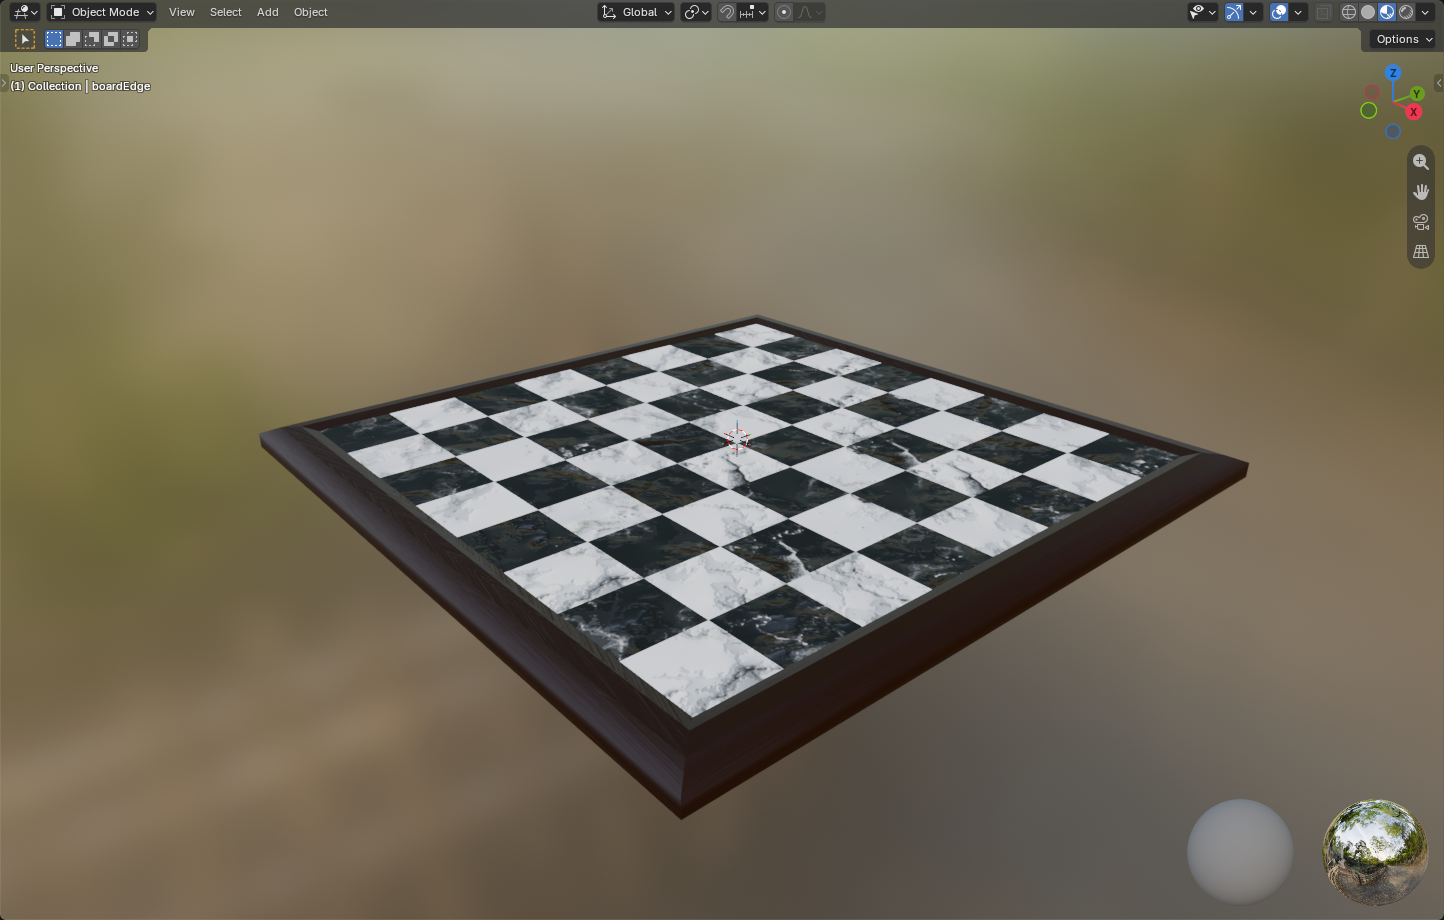 Object Mode View Select Add Object Global
Options
User Perspective
(1) Collection | boardEdge
Z
Y
X